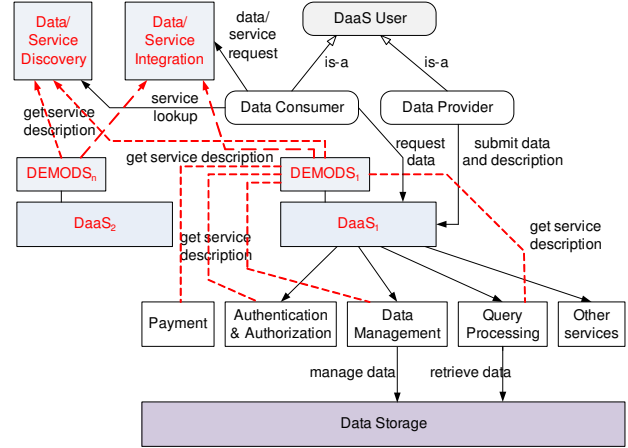 Data/
Service
Discovery
Data/
Service
Integration
data/
service
request
DaaS User
is-a
is-a
Data Consumer
Data Provider
service
lookup
get service
description
request
data
submit data
and description
get service description
DEMODSn
DEMODS1
DaaS2
DaaS1
get service
description
get service
description
Payment
Authentication
& Authorization
Data
Management
Query
Processing
Other
services
manage data
retrieve data
Data Storage